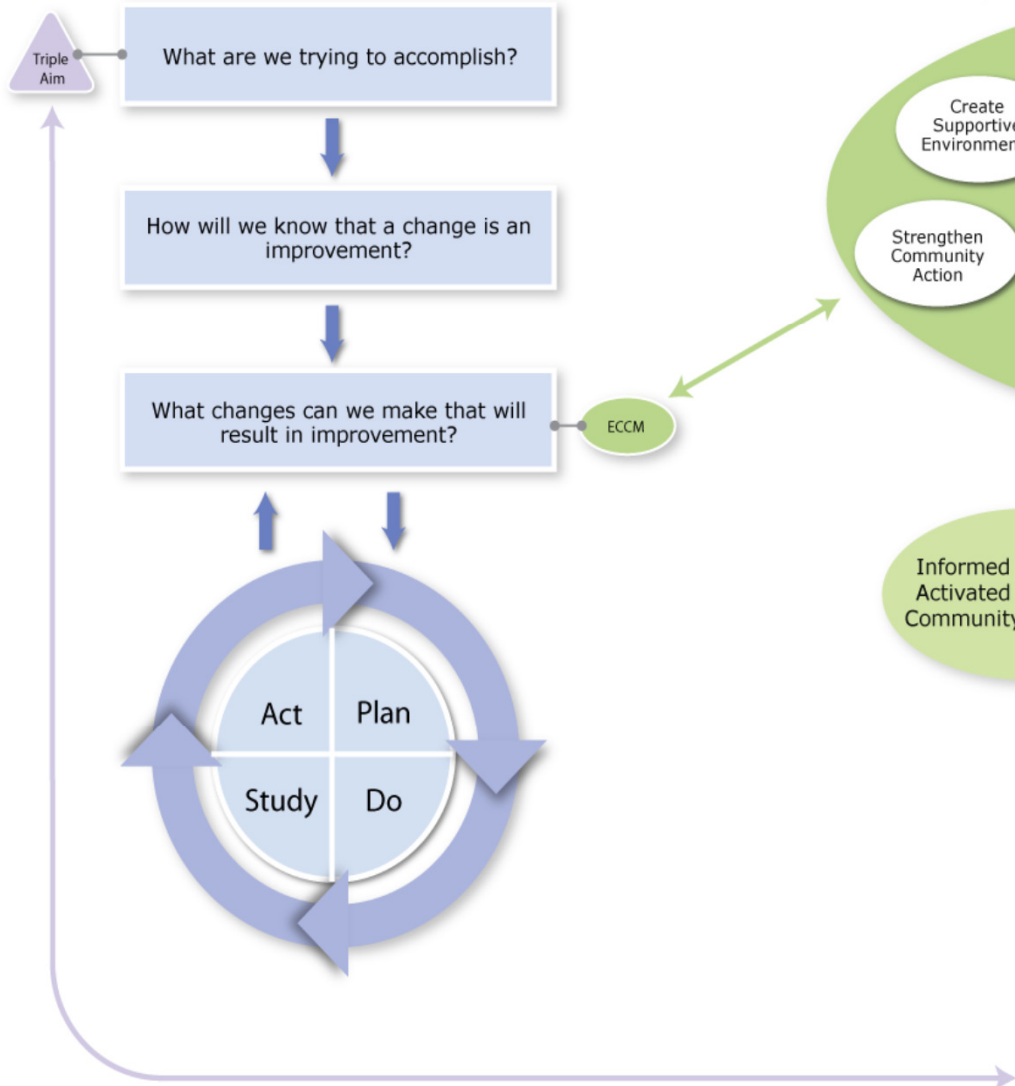 Triple
Aim
What are we trying to accomplish?
How will we know that a change is an
improvement?
What changes can we make that will
result in improvement?
ECCM
Act
Plan
Study
Do
Create
Supportive
Environmen
Strengthen
Community
Action
Informed
Activated
Community